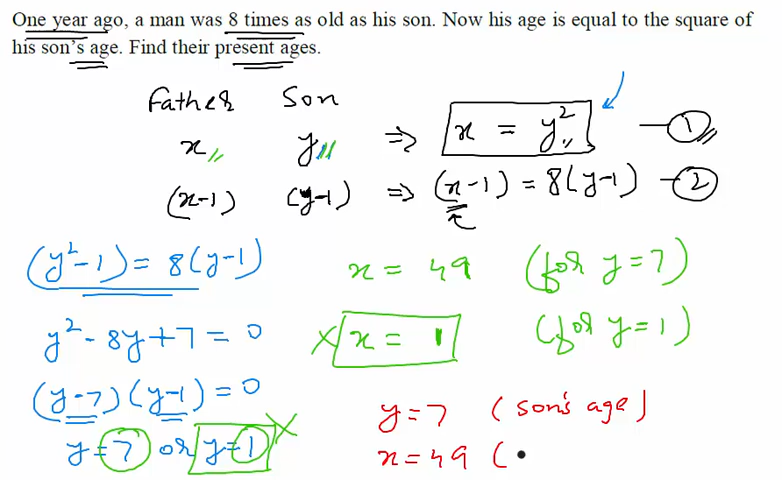 One year ago, a man was 8 times as old as his son. Now his age is equal to the square of
his son's age. Find their present ages.
Father Son
x y ⇒ x = y² — ①
(x-1) (y-1) ⇒ (x-1) = 8(y-1) — ②
(y²-1) = 8(y-1)
y² - 8y + 7 = 0
(y-7)(y-1) = 0
y = 7 or y = 1 ×
x = 49 (for y = 7)
× x = 1 (for y = 1)
y = 7 (son's age)
x = 49 (